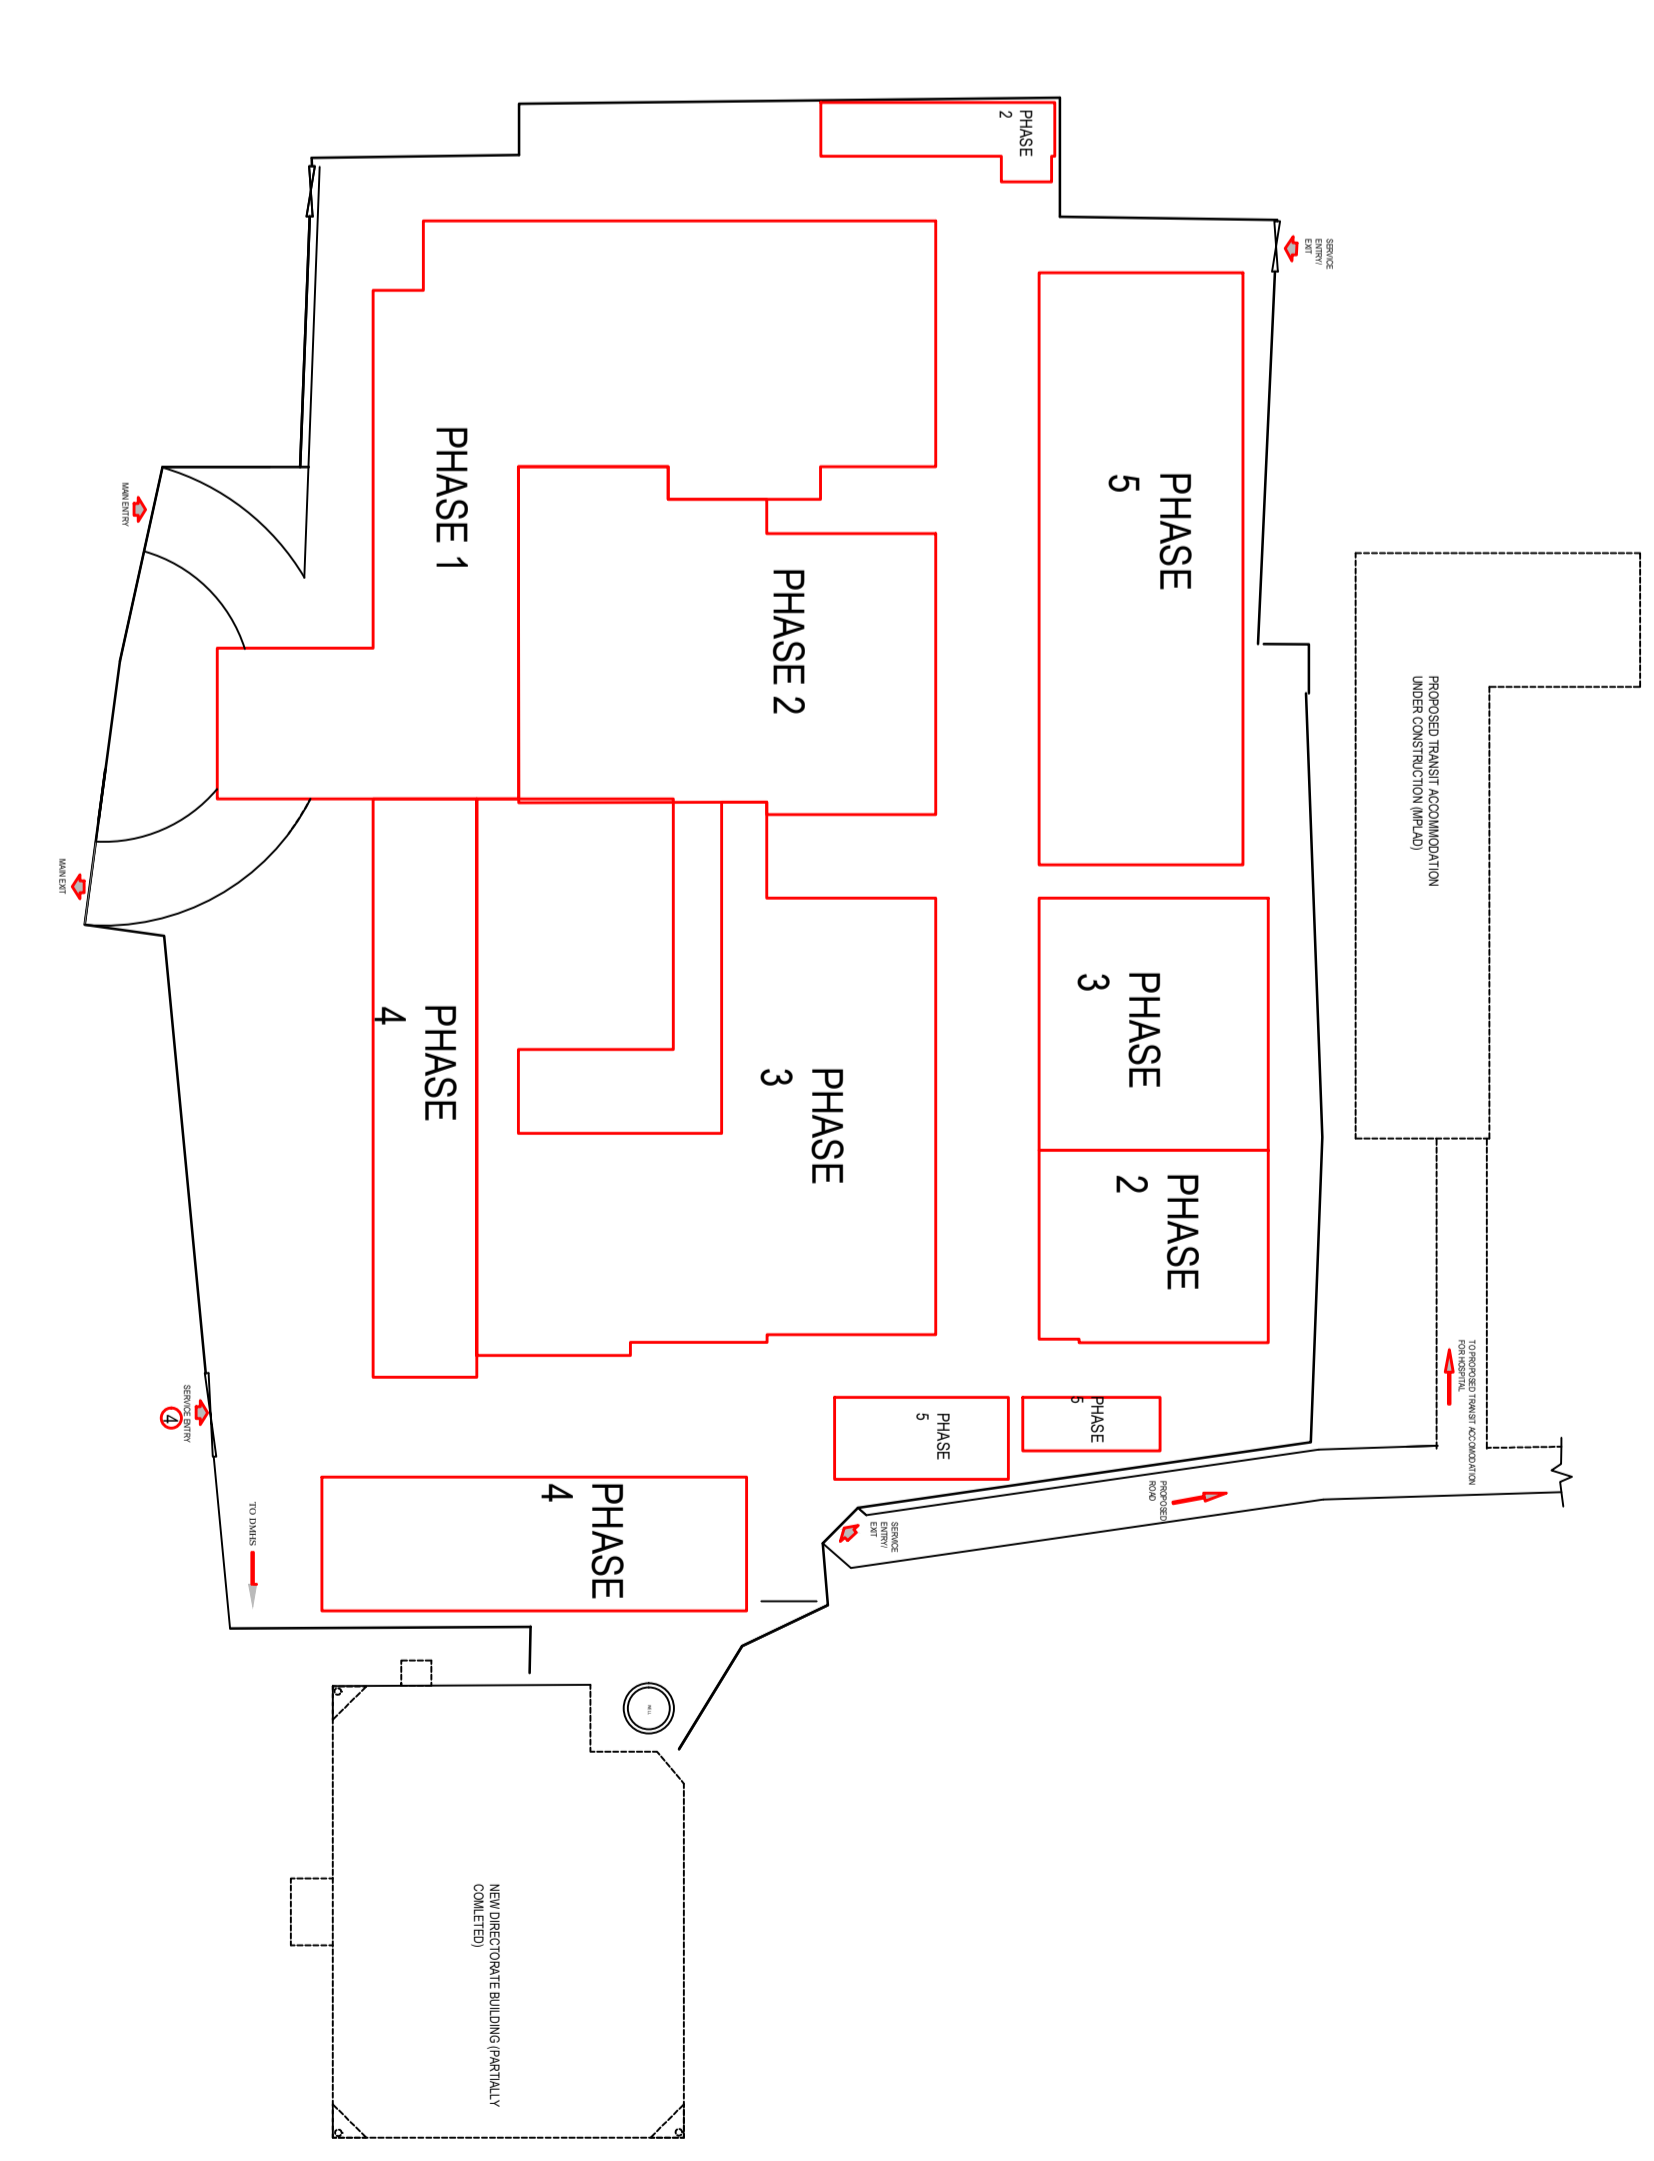 PHASE
2
SERVICE
ENTRY/
EXIT
PHASE 1
PHASE
5
MAIN ENTRY
PHASE 2
PROPOSED TRANSIT ACCOMMODATION
UNDER CONSTRUCTION (MPLAD)
MAIN EXIT
PHASE
4
PHASE
3
PHASE
3
PHASE
2
TO PROPOSED TRANSIT ACCOMODATION
FOR HOSPITAL
SERVICE ENTRY
4
PHASE
5
PHASE
5
PHASE
4
PROPOSED
ROAD
SERVICE
ENTRY/
EXIT
TO DMHS
NEW DIRECTORATE BUILDING (PARTIALLY
COMLETED)